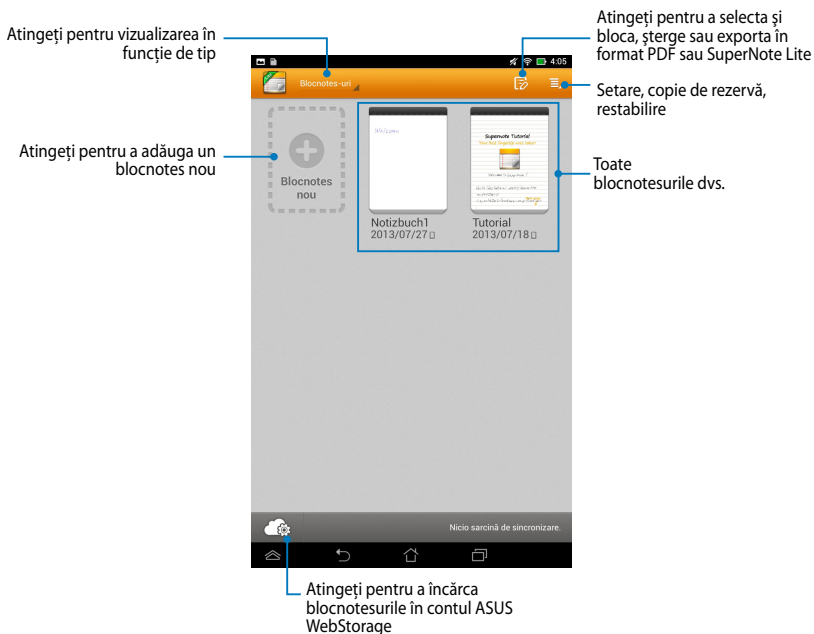 Atingeți pentru a selecta și
bloca, șterge sau exporta în
format PDF sau SuperNote Lite
Atingeți pentru vizualizarea în
funcție de tip
4:05
Blocnotes-uri
Setare, copie de rezervă,
restabilire
Atingeți pentru a adăuga un
blocnotes nou
Blocnotes
nou
Welcome
Supernote Tutorial
Toate
blocnotesurile dvs.
Notizbuch1
2013/07/27
Tutorial
2013/07/18
Nicio sarcină de sincronizare.
Atingeți pentru a încărca
blocnotesurile în contul ASUS
WebStorage